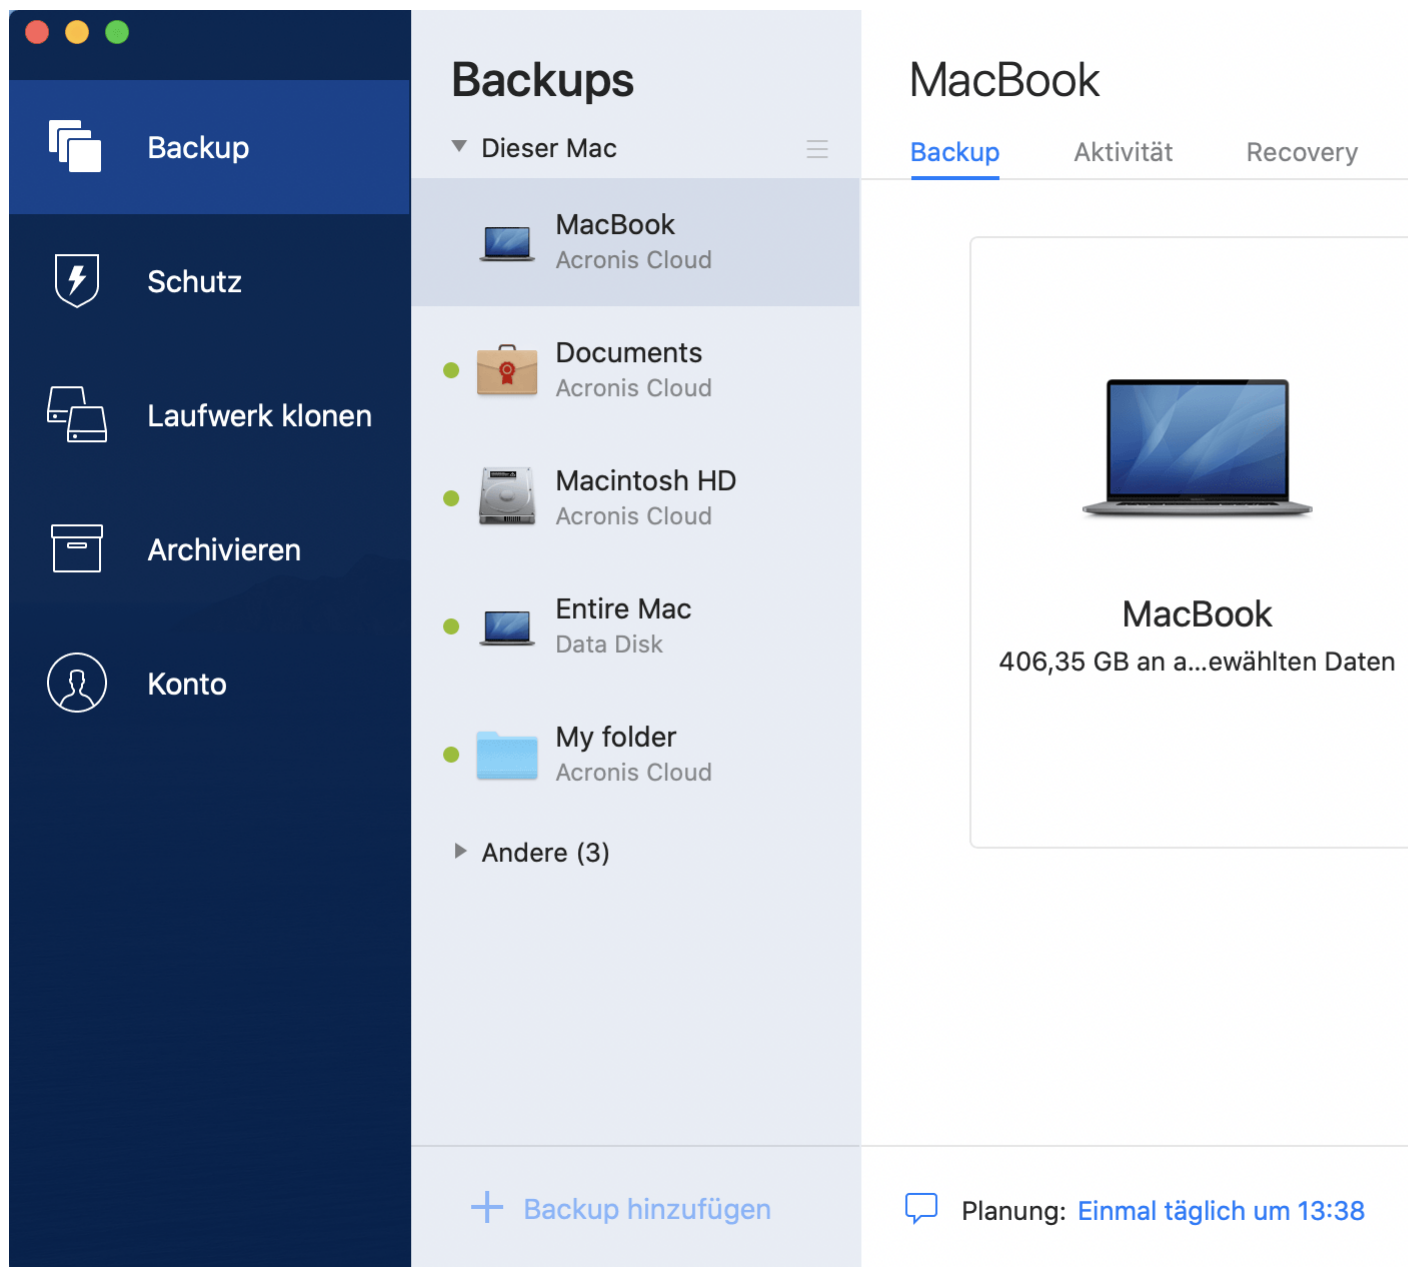 Backup
Schutz
Laufwerk klonen
Archivieren
Konto
Backups
Dieser Mac
MacBook
Acronis Cloud
Documents
Acronis Cloud
Macintosh HD
Acronis Cloud
Entire Mac
Data Disk
My folder
Acronis Cloud
Andere (3)
Backup hinzufügen
MacBook
Backup Aktivität Recovery
MacBook
406,35 GB an a...ewählten Daten
Planung: Einmal täglich um 13:38